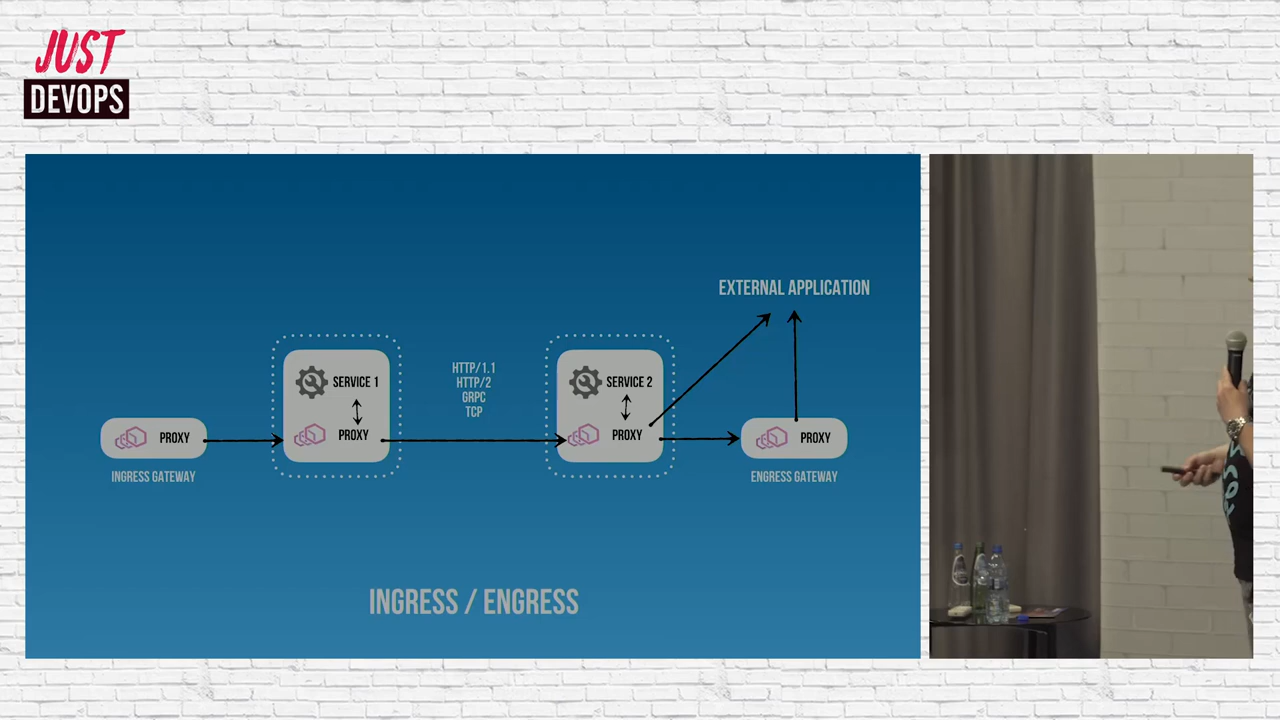 JUST
DEVOPS
EXTERNAL APPLICATION
HTTP/1.1
HTTP/2
GRPC
TCP
SERVICE 1
PROXY
SERVICE 2
PROXY
PROXY
INGRESS GATEWAY
PROXY
ENGRESS GATEWAY
INGRESS / ENGRESS